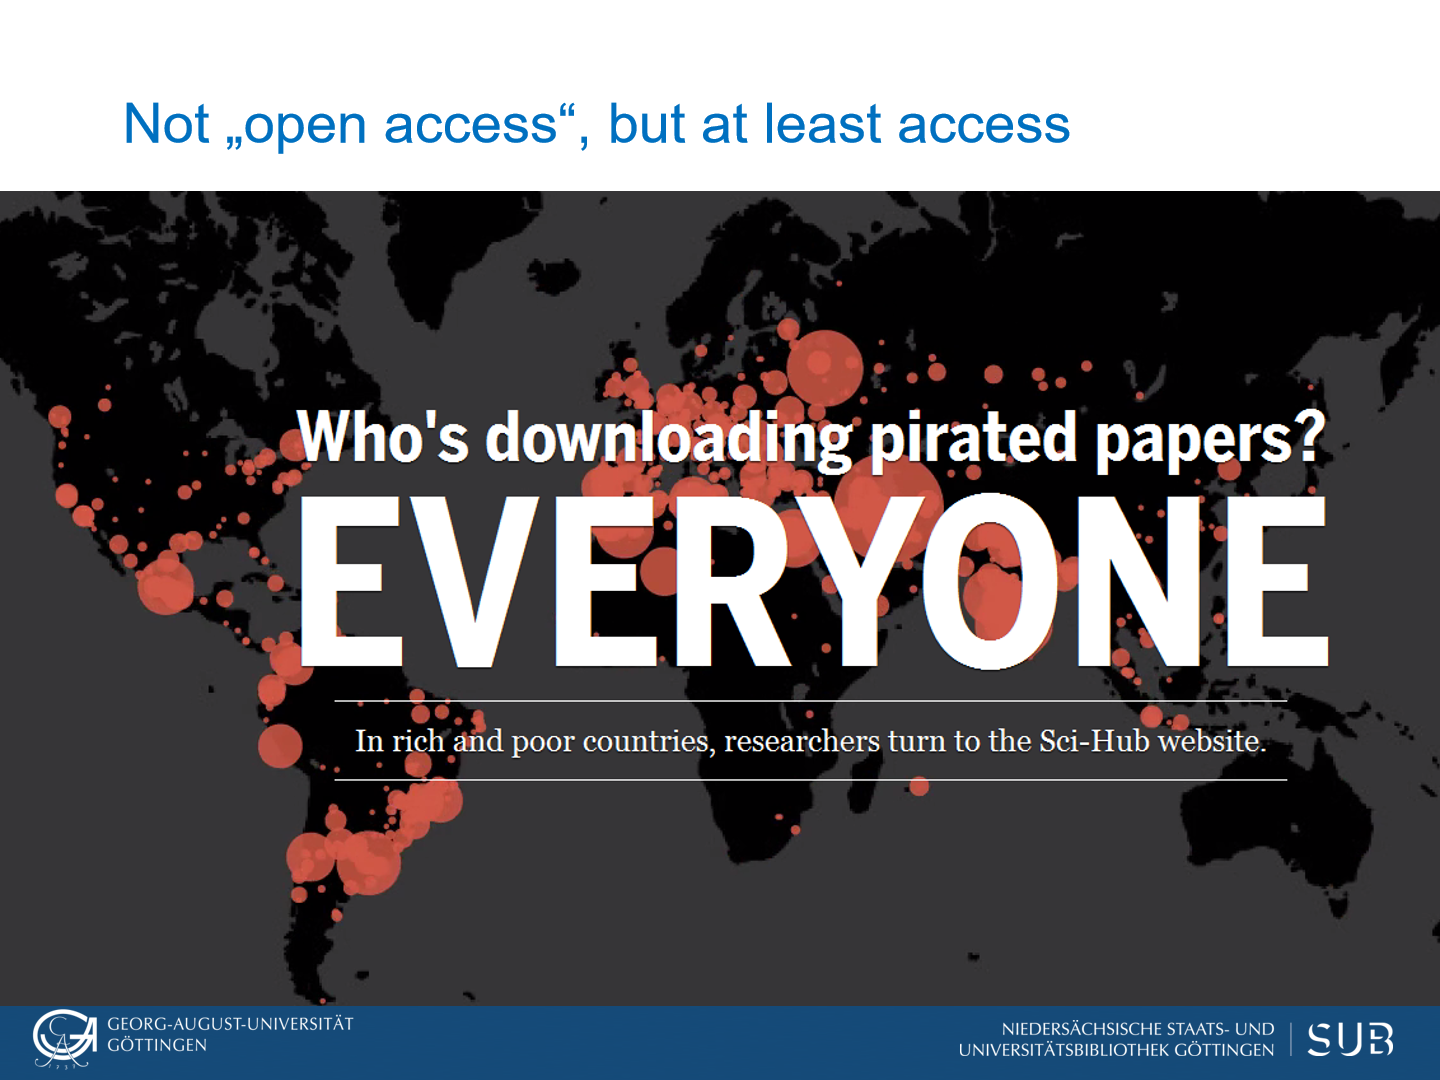 Not „open access“, but at least access
Who's downloading pirated papers?
EVERYONE
In rich and poor countries, researchers turn to the Sci-Hub website.
GEORG-AUGUST-UNIVERSITÄT
GÖTTINGEN
NIEDERSÄCHSISCHE STAATS- UND
UNIVERSITÄTSBIBLIOTHEK GÖTTINGEN
SUB